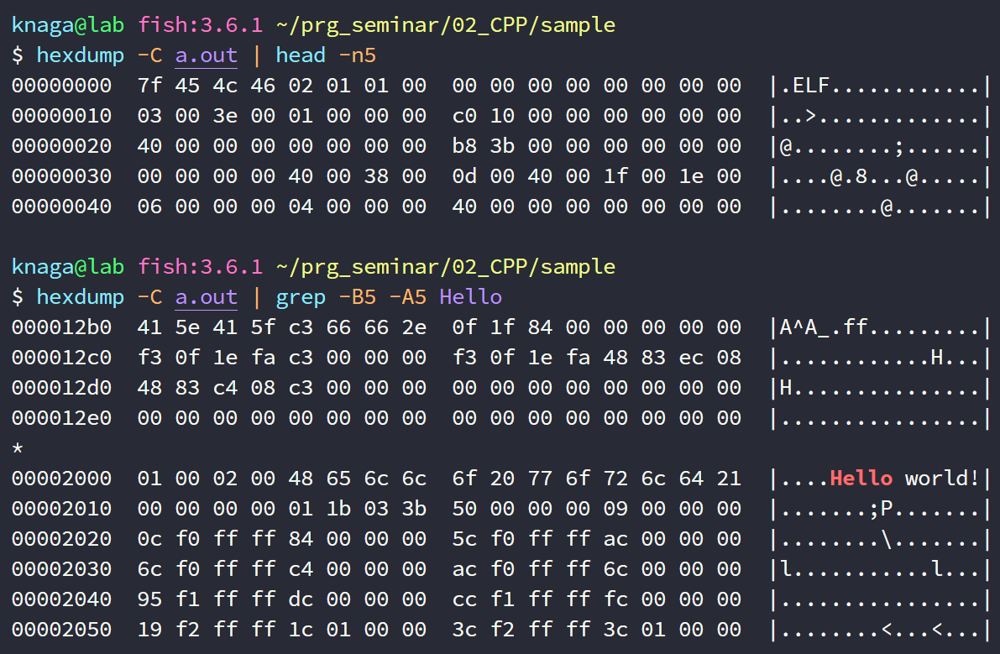 knaga@lab fish:3.6.1 ~/prg_seminar/02_CPP/sample
$ hexdump -C a.out | head -n5
00000000  7f 45 4c 46 02 01 01 00  00 00 00 00 00 00 00 00  |.ELF............|
00000010  03 00 3e 00 01 00 00 00  c0 10 00 00 00 00 00 00  |..>.............|
00000020  40 00 00 00 00 00 00 00  b8 3b 00 00 00 00 00 00  |@........;......|
00000030  00 00 00 00 40 00 38 00  0d 00 40 00 1f 00 1e 00  |....@.8...@.....|
00000040  06 00 00 00 04 00 00 00  40 00 00 00 00 00 00 00  |........@.......|
knaga@lab fish:3.6.1 ~/prg_seminar/02_CPP/sample
$ hexdump -C a.out | grep -B5 -A5 Hello
000012b0  41 5e 41 5f c3 66 66 2e  0f 1f 84 00 00 00 00 00  |A^A_.ff.........|
000012c0  f3 0f 1e fa c3 00 00 00  f3 0f 1e fa 48 83 ec 08  |............H...|
000012d0  48 83 c4 08 c3 00 00 00  00 00 00 00 00 00 00 00  |H...............|
000012e0  00 00 00 00 00 00 00 00  00 00 00 00 00 00 00 00  |................|
*
00002000  01 00 02 00 48 65 6c 6c  6f 20 77 6f 72 6c 64 21  |....Hello world!|
00002010  00 00 00 00 01 1b 03 3b  50 00 00 00 09 00 00 00  |.......;P.......|
00002020  0c f0 ff ff 84 00 00 00  5c f0 ff ff ac 00 00 00  |........\.......|
00002030  6c f0 ff ff c4 00 00 00  ac f0 ff ff 6c 00 00 00  |l...........l...|
00002040  95 f1 ff ff dc 00 00 00  cc f1 ff ff fc 00 00 00  |................|
00002050  19 f2 ff ff 1c 01 00 00  3c f2 ff ff 3c 01 00 00  |........<...<...|